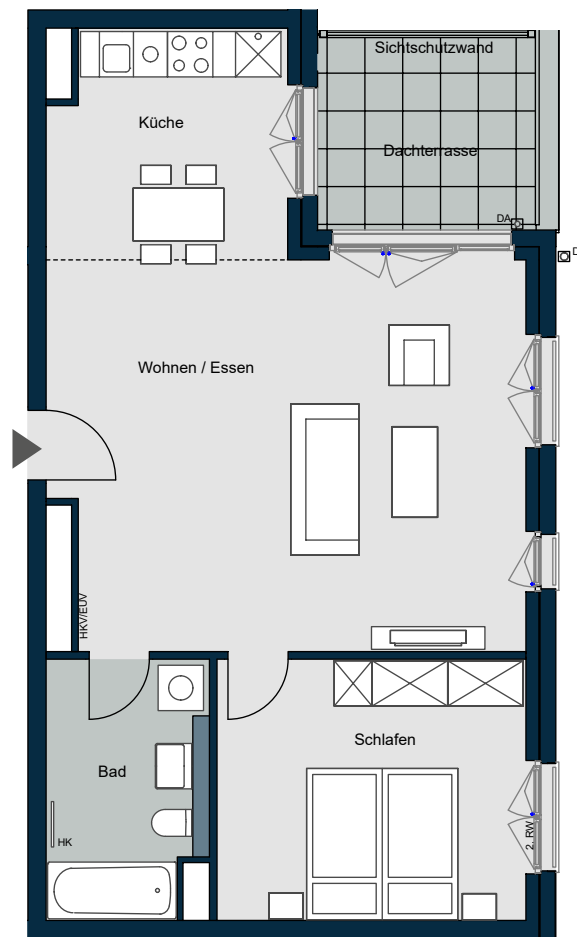 Sichtschutzwand
Küche
Dachterrasse
DA
Wohnen / Essen
HKV/EUV
Schlafen
Bad
2. RW
HK